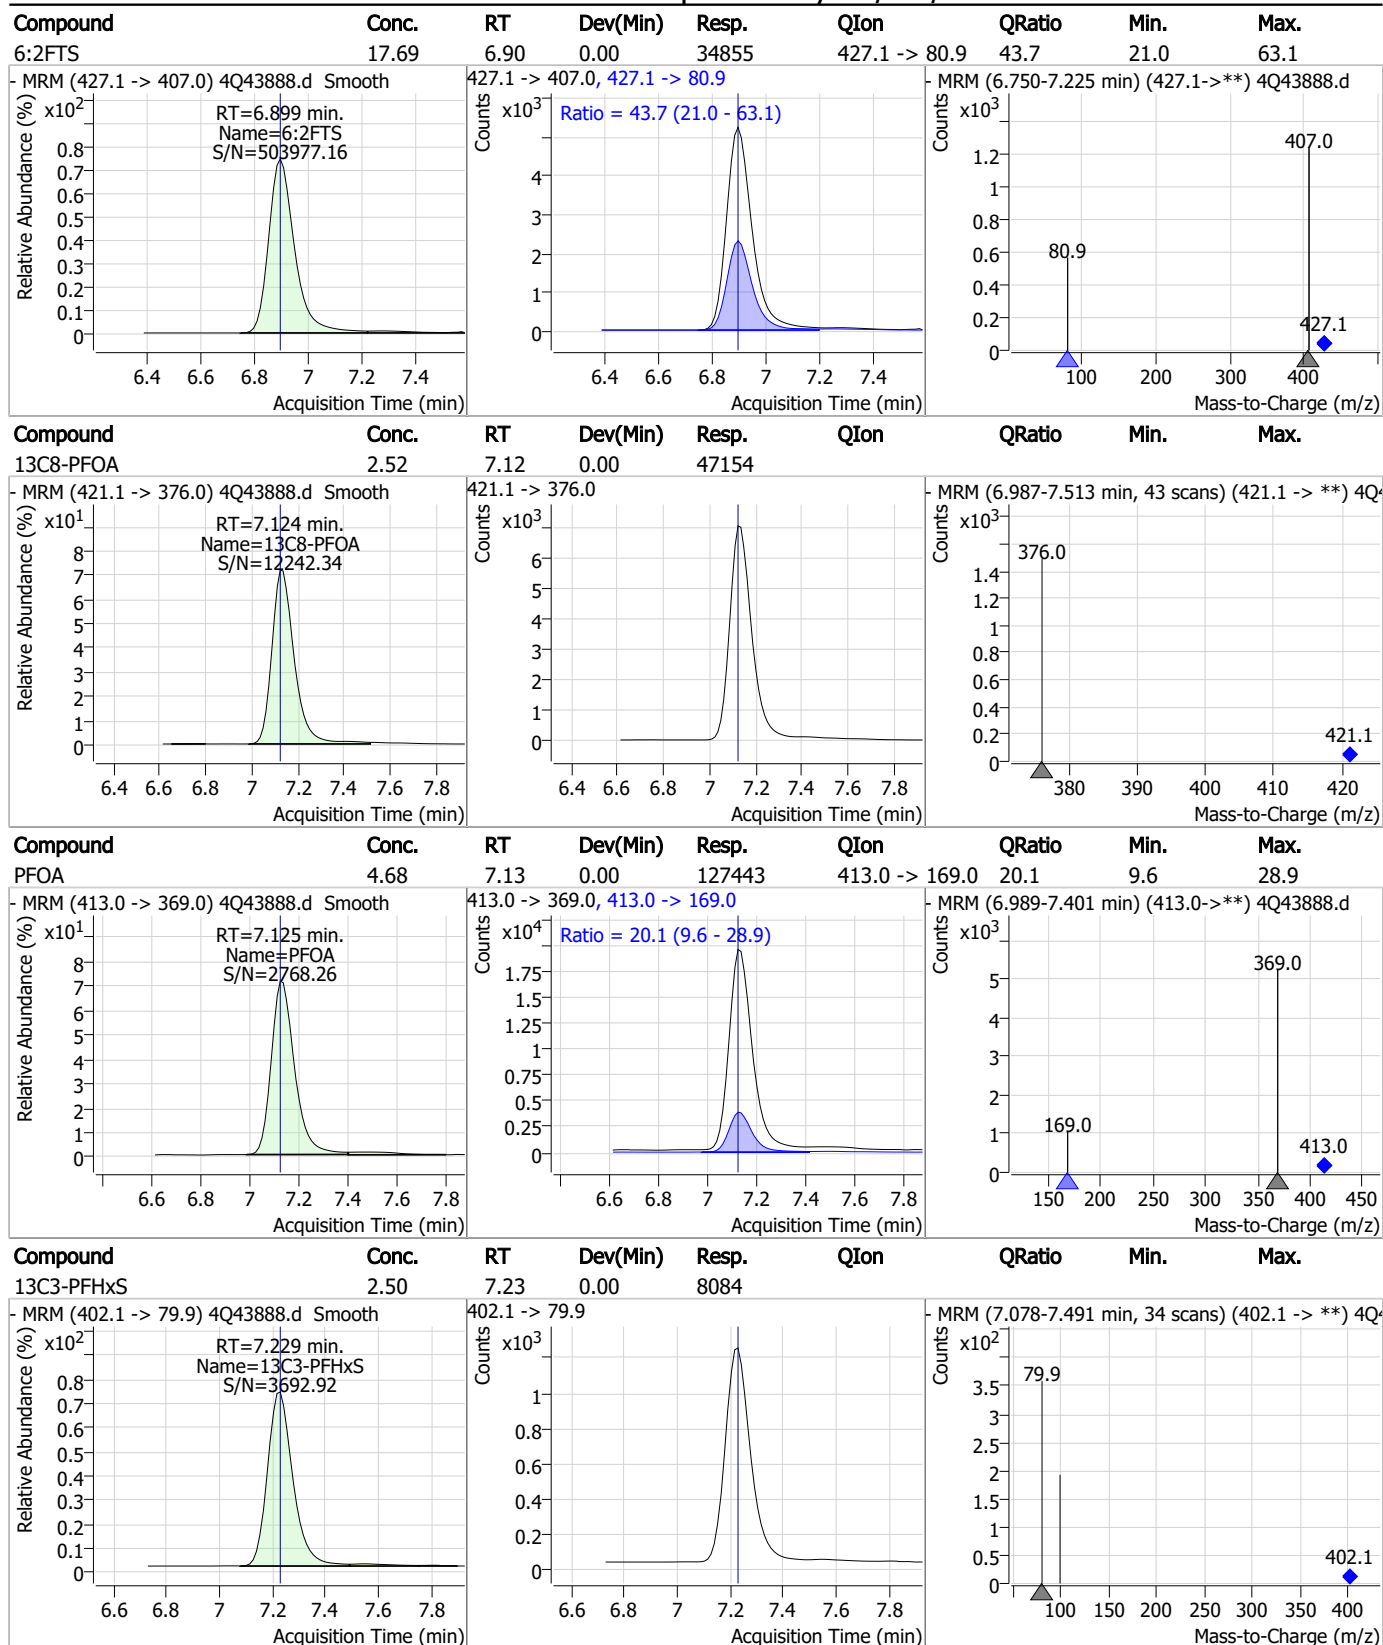 Compound Conc. RT Dev(Min) Resp. QIon QRatio Min. Max.
6:2FTS 17.69 6.90 0.00 34855 427.1 -> 80.9 43.7 21.0 63.1
- MRM (427.1 -> 407.0) 4Q43888.d Smooth
Relative Abundance (%)
x10²
RT=6.899 min.
Name=6:2FTS
S/N=503977.16
0.8
0.7
0.6
0.5
0.4
0.3
0.2
0.1
0
6.4 6.6 6.8 7 7.2 7.4
Acquisition Time (min)
427.1 -> 407.0, 427.1 -> 80.9
Counts
x10³
Ratio = 43.7 (21.0 - 63.1)
4
3
2
1
0
6.4 6.6 6.8 7 7.2 7.4
Acquisition Time (min)
- MRM (6.750-7.225 min) (427.1->**) 4Q43888.d
Counts
x10³
407.0
80.9
427.1
1.2
1
0.8
0.6
0.4
0.2
0
100 200 300 400
Mass-to-Charge (m/z)
Compound Conc. RT Dev(Min) Resp. QIon QRatio Min. Max.
13C8-PFOA 2.52 7.12 0.00 47154
- MRM (421.1 -> 376.0) 4Q43888.d Smooth
Relative Abundance (%)
x10¹
RT=7.124 min.
Name=13C8-PFOA
S/N=12242.34
8
7
6
5
4
3
2
1
0
6.4 6.6 6.8 7 7.2 7.4 7.6 7.8
Acquisition Time (min)
421.1 -> 376.0
Counts
x10³
6
5
4
3
2
1
0
6.4 6.6 6.8 7 7.2 7.4 7.6 7.8
Acquisition Time (min)
- MRM (6.987-7.513 min, 43 scans) (421.1 -> **) 4Q4
Counts
x10³
376.0
421.1
1.4
1.2
1
0.8
0.6
0.4
0.2
0
380 390 400 410 420
Mass-to-Charge (m/z)
Compound Conc. RT Dev(Min) Resp. QIon QRatio Min. Max.
PFOA 4.68 7.13 0.00 127443 413.0 -> 169.0 20.1 9.6 28.9
- MRM (413.0 -> 369.0) 4Q43888.d Smooth
Relative Abundance (%)
x10¹
RT=7.125 min.
Name=PFOA
S/N=2768.26
8
7
6
5
4
3
2
1
0
6.6 6.8 7 7.2 7.4 7.6 7.8
Acquisition Time (min)
413.0 -> 369.0, 413.0 -> 169.0
Counts
x10⁴
Ratio = 20.1 (9.6 - 28.9)
1.75
1.5
1.25
1
0.75
0.5
0.25
0
6.6 6.8 7 7.2 7.4 7.6 7.8
Acquisition Time (min)
- MRM (6.989-7.401 min) (413.0->**) 4Q43888.d
Counts
x10³
369.0
169.0
413.0
5
4
3
2
1
0
150 200 250 300 350 400 450
Mass-to-Charge (m/z)
Compound Conc. RT Dev(Min) Resp. QIon QRatio Min. Max.
13C3-PFHxS 2.50 7.23 0.00 8084
- MRM (402.1 -> 79.9) 4Q43888.d Smooth
Relative Abundance (%)
x10²
RT=7.229 min.
Name=13C3-PFHxS
S/N=3692.92
0.8
0.7
0.6
0.5
0.4
0.3
0.2
0.1
0
6.6 6.8 7 7.2 7.4 7.6 7.8
Acquisition Time (min)
402.1 -> 79.9
Counts
x10³
1
0.8
0.6
0.4
0.2
0
6.6 6.8 7 7.2 7.4 7.6 7.8
Acquisition Time (min)
- MRM (7.078-7.491 min, 34 scans) (402.1 -> **) 4Q4
Counts
x10²
79.9
402.1
3.5
3
2.5
2
1.5
1
0.5
0
100 150 200 250 300 350 400
Mass-to-Charge (m/z)